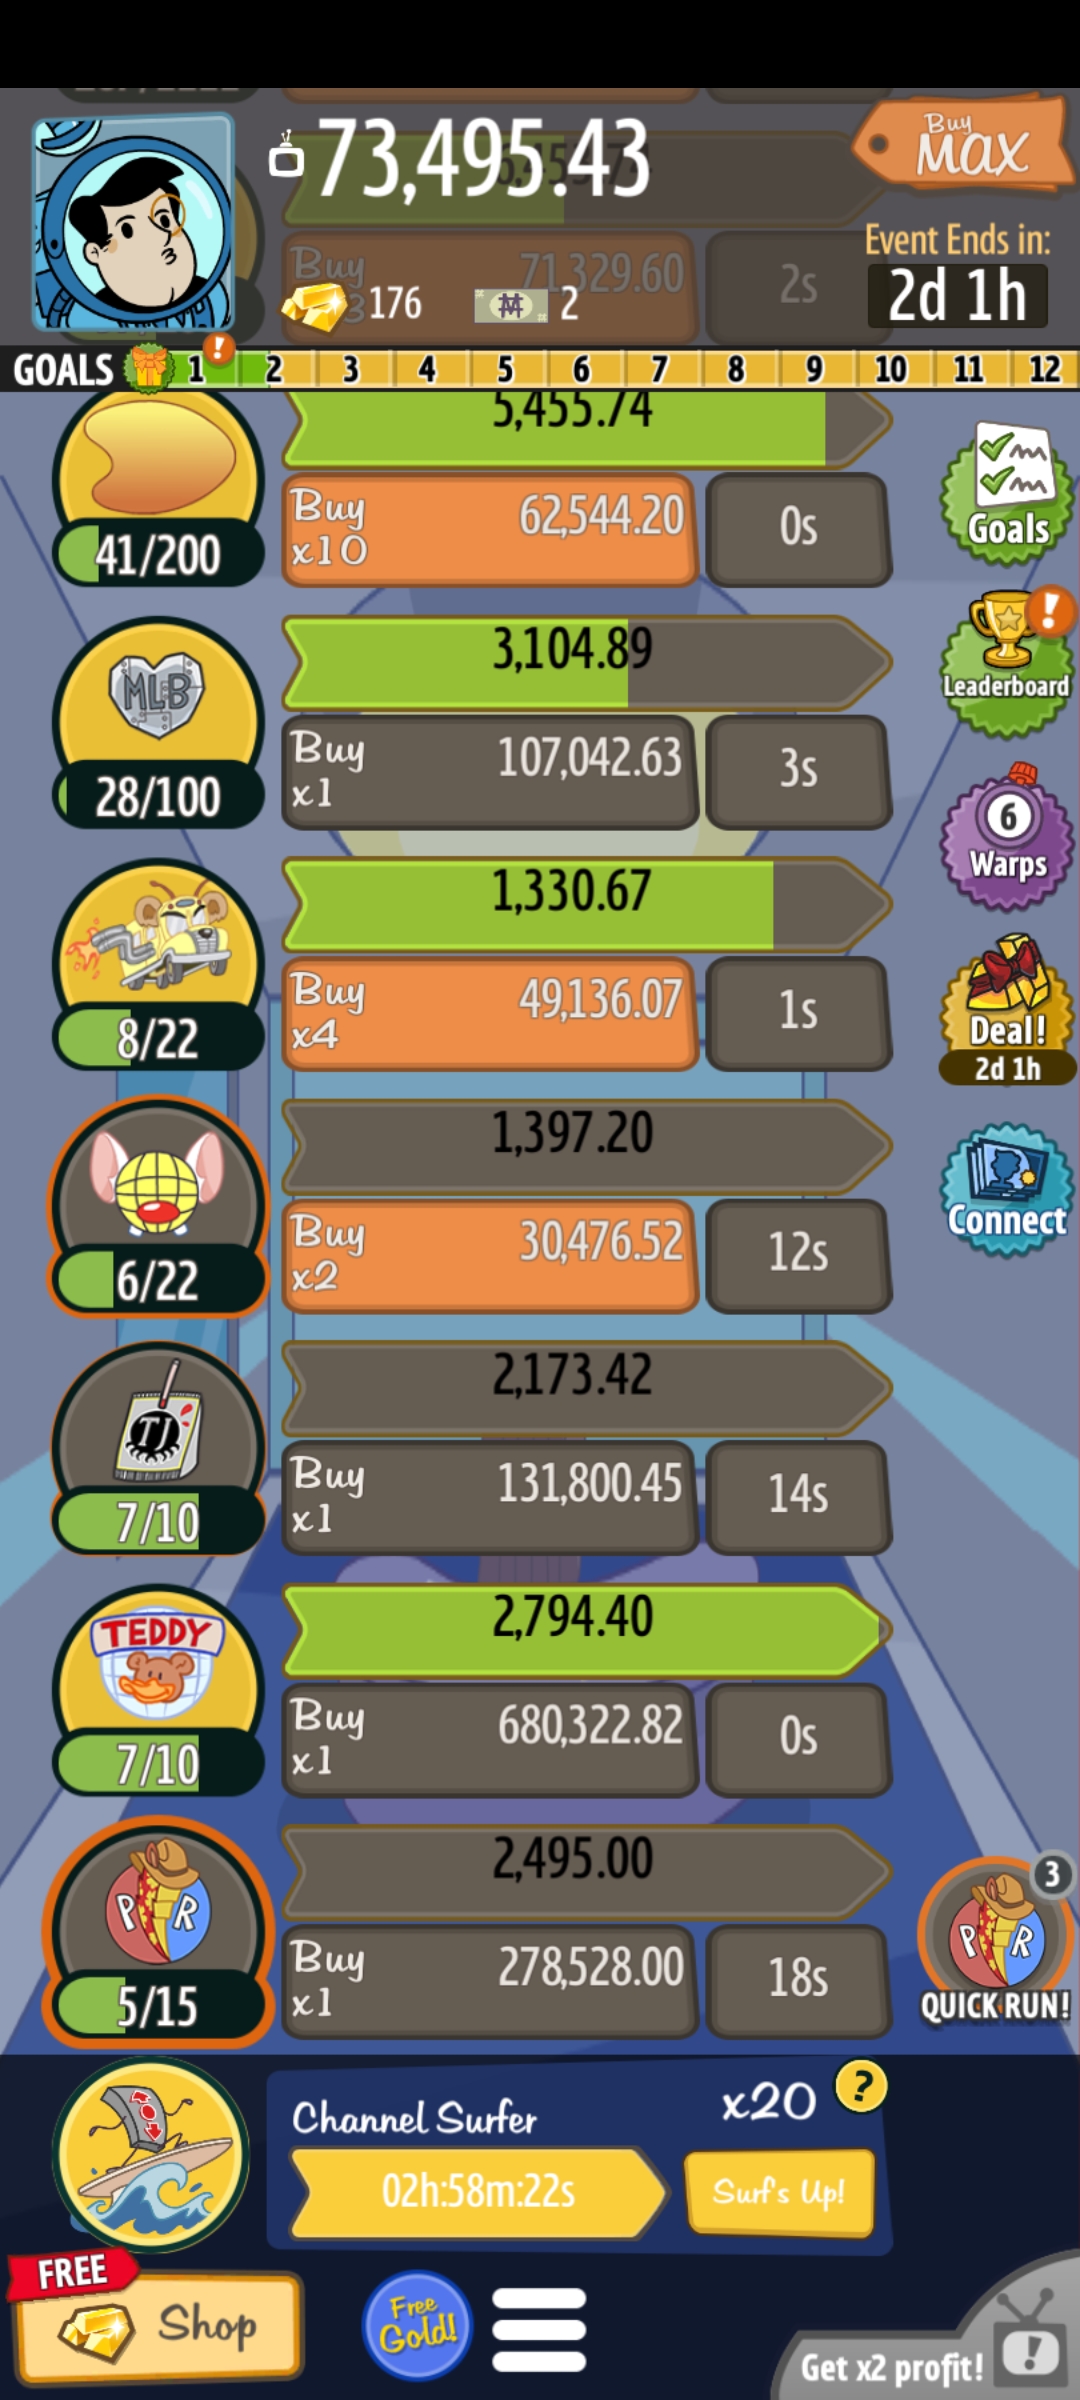 73,495.43
Buy
MAX
Event Ends in:
2d 1h
Buy
71,329.60
2s
176
2
GOALS 1 ! 2 3 4 5 6 7 8 9 10 11 12
5,455.74
Buy
x10
62,544.20
0s
41/200
Goals
MLB
3,104.89
Buy
x1
107,042.63
3s
28/100
!
Leaderboard
1,330.67
Buy
x4
49,136.07
1s
8/22
6
Warps
Deal!
2d 1h
1,397.20
Buy
x2
30,476.52
12s
6/22
Connect
TJ
2,173.42
Buy
x1
131,800.45
14s
7/10
TEDDY
2,794.40
Buy
x1
680,322.82
0s
7/10
P R
2,495.00
Buy
x1
278,528.00
18s
5/15
3
P R
QUICK RUN!
Channel Surfer
x20
?
02h:58m:22s
Surf's Up!
FREE
Shop
Free
Gold!
Get x2 profit!
!